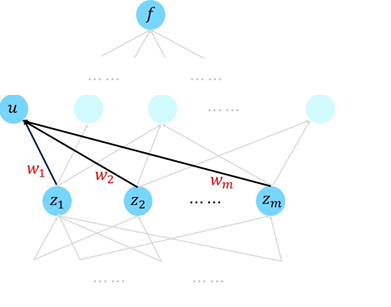 f
……  ……
u  ……
w₁  w₂  wₘ
z₁  z₂  ……  zₘ
……  ……